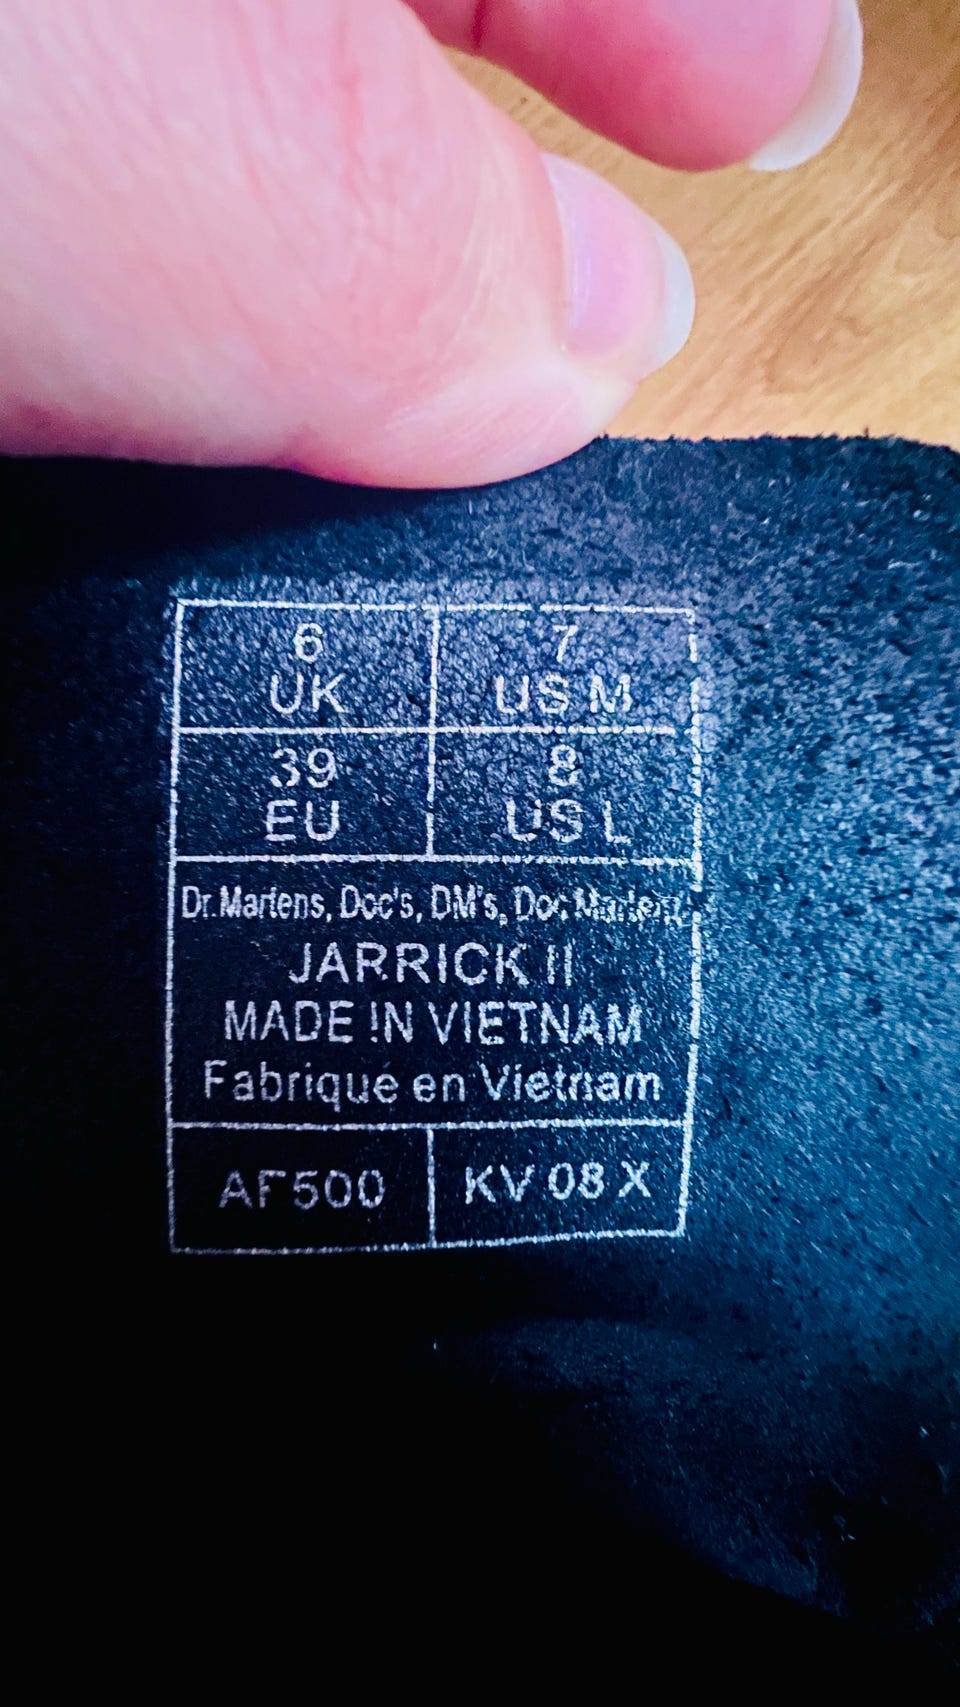 6
UK
7
US M
39
EU
8
US L
Dr.Martens, Doc's, DM's, Doc Martens,
JARRICK II
MADE IN VIETNAM
Fabriqué en Vietnam
AF500
KV 08 X